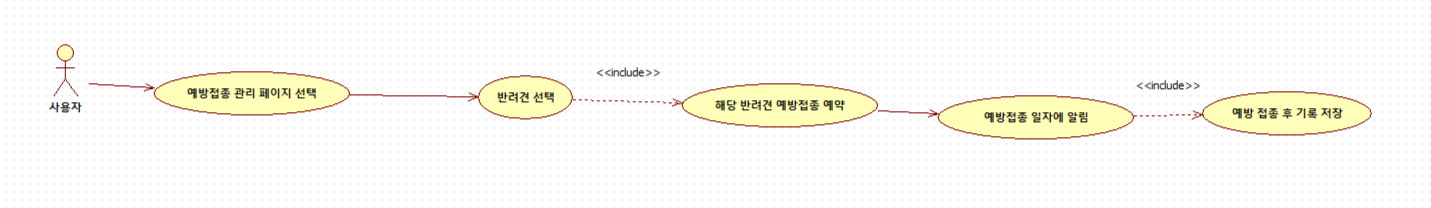 사용자
예방접종 관리 페이지 선택
반려견 선택
<<include>>
해당 반려견 예방접종 예약
예방접종 일자에 알림
<<include>>
예방 접종 후 기록 저장